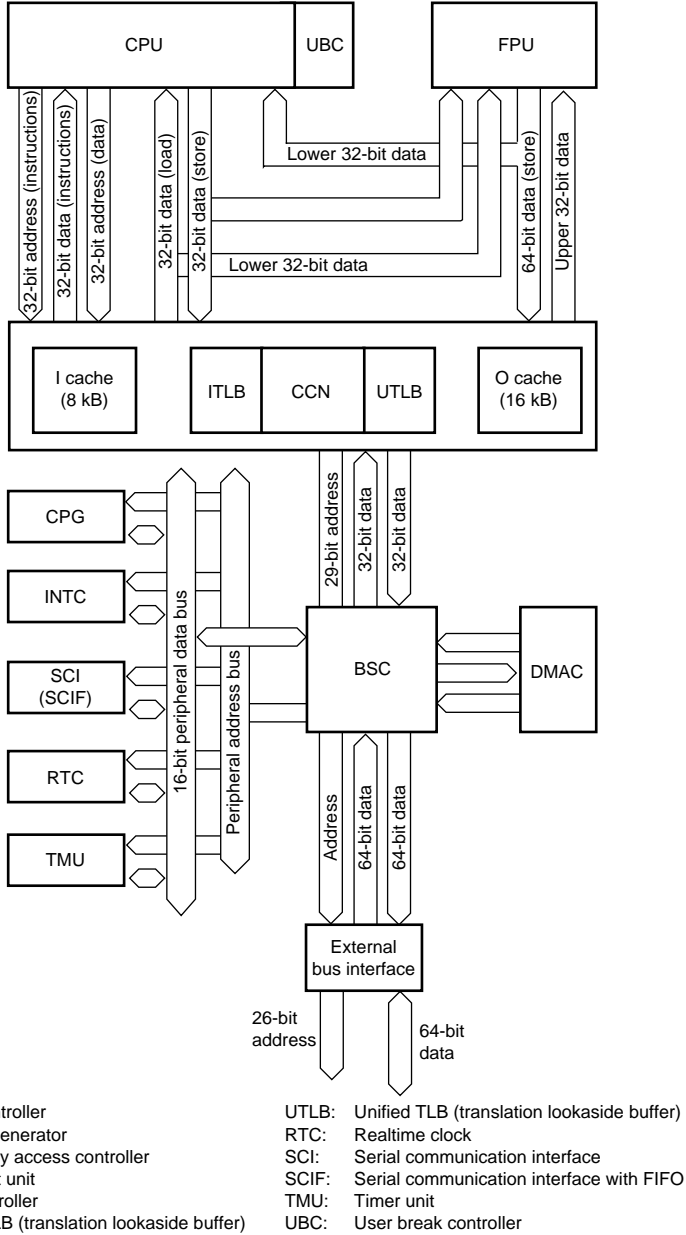 CPU
UBC
FPU
32-bit address (instructions)
32-bit data (instructions)
32-bit address (data)
32-bit data (load)
32-bit data (store)
Lower 32-bit data
Lower 32-bit data
64-bit data (store)
Upper 32-bit data
I cache
(8 kB)
ITLB
CCN
UTLB
O cache
(16 kB)
CPG
INTC
SCI
(SCIF)
RTC
TMU
16-bit peripheral data bus
Peripheral address bus
29-bit address
32-bit data
32-bit data
BSC
DMAC
Address
64-bit data
64-bit data
External
bus interface
26-bit
address
64-bit
data
troller
enerator
y access controller
t unit
roller
B (translation lookaside buffer)
UTLB: Unified TLB (translation lookaside buffer)
RTC: Realtime clock
SCI: Serial communication interface
SCIF: Serial communication interface with FIFO
TMU: Timer unit
UBC: User break controller